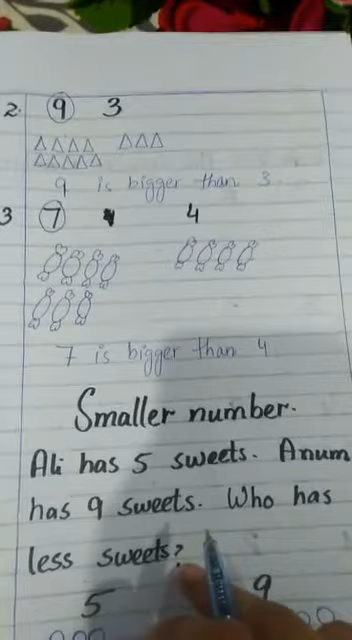 2. 9 3
9 is bigger than 3
3 7 4
7 is bigger than 4
Smaller number.
Ali has 5 sweets. Anum
has 9 sweets. Who has
less sweets?
5 9